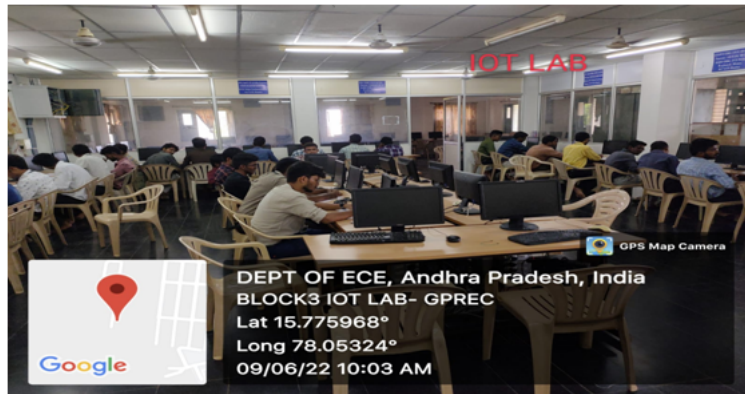 IOT LAB
GPS Map Camera
DEPT OF ECE, Andhra Pradesh, India
BLOCK3 IOT LAB- GPREC
Lat 15.775968°
Long 78.05324°
09/06/22 10:03 AM
Google